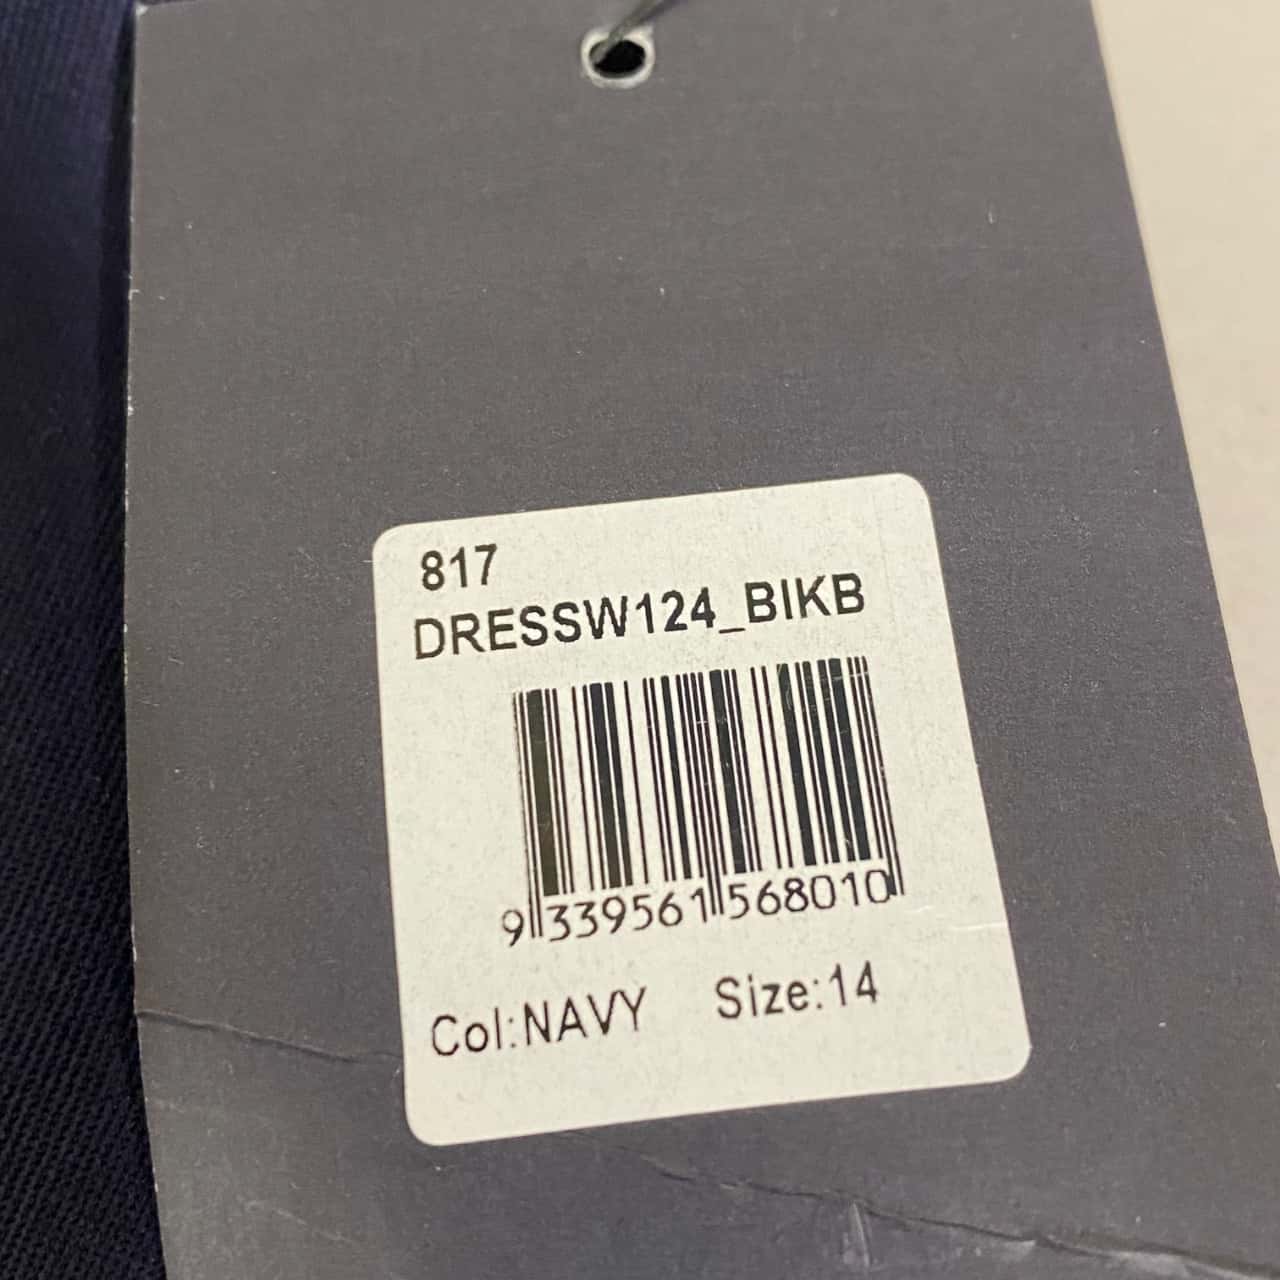 817
DRESSW124_BIKB
9 339561 568010
Col:NAVY Size:14